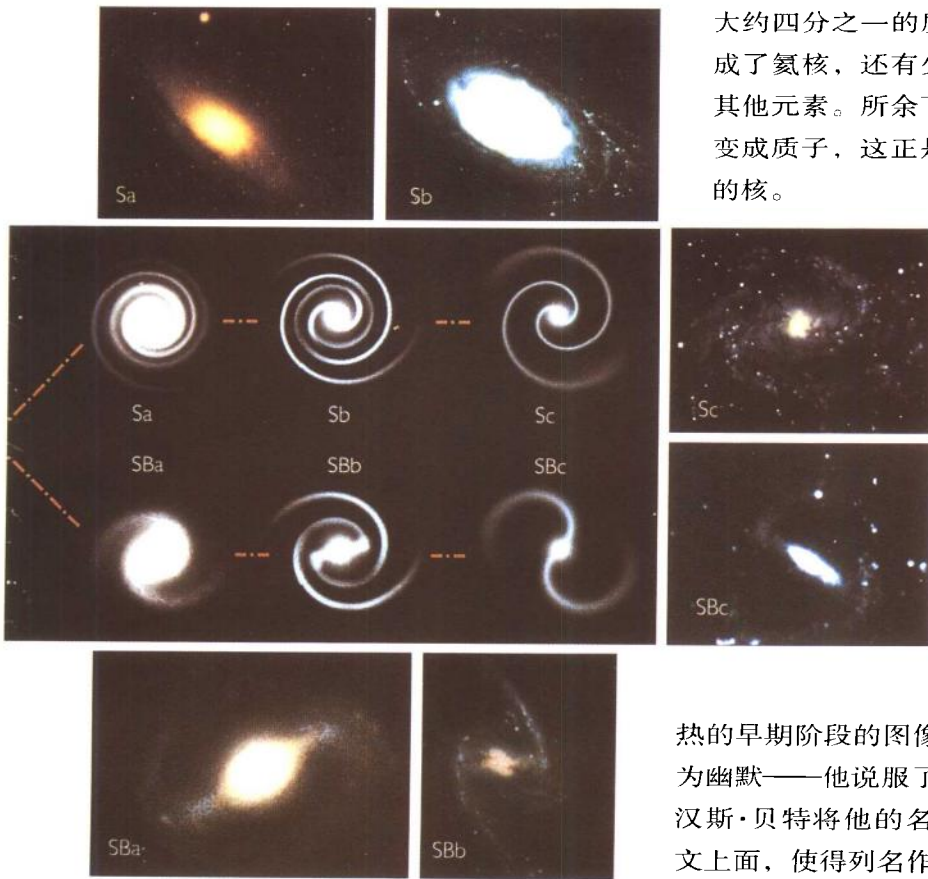 大约四分之一的
成了氦核，还有
其他元素。所余
变成质子，这正
的核。
Sa
Sb
Sa
Sb
Sc
SBa
SBb
SBc
Sc
SBc
SBa
SBb
热的早期阶段的图像
为幽默——他说服了
汉斯·贝特将他的名
文上面，使得列名作